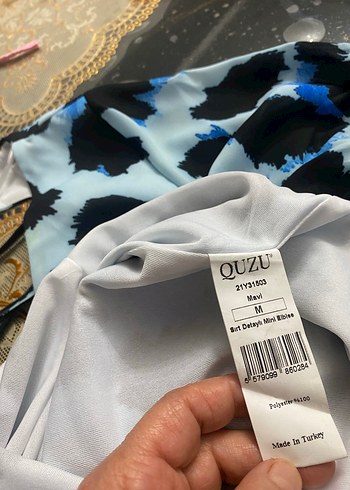 QUZU®
21Y31503
Mavi
M
Sırt Detaylı Mini Elbise
5 579099 860284
Polyester %100
Made In Turkey